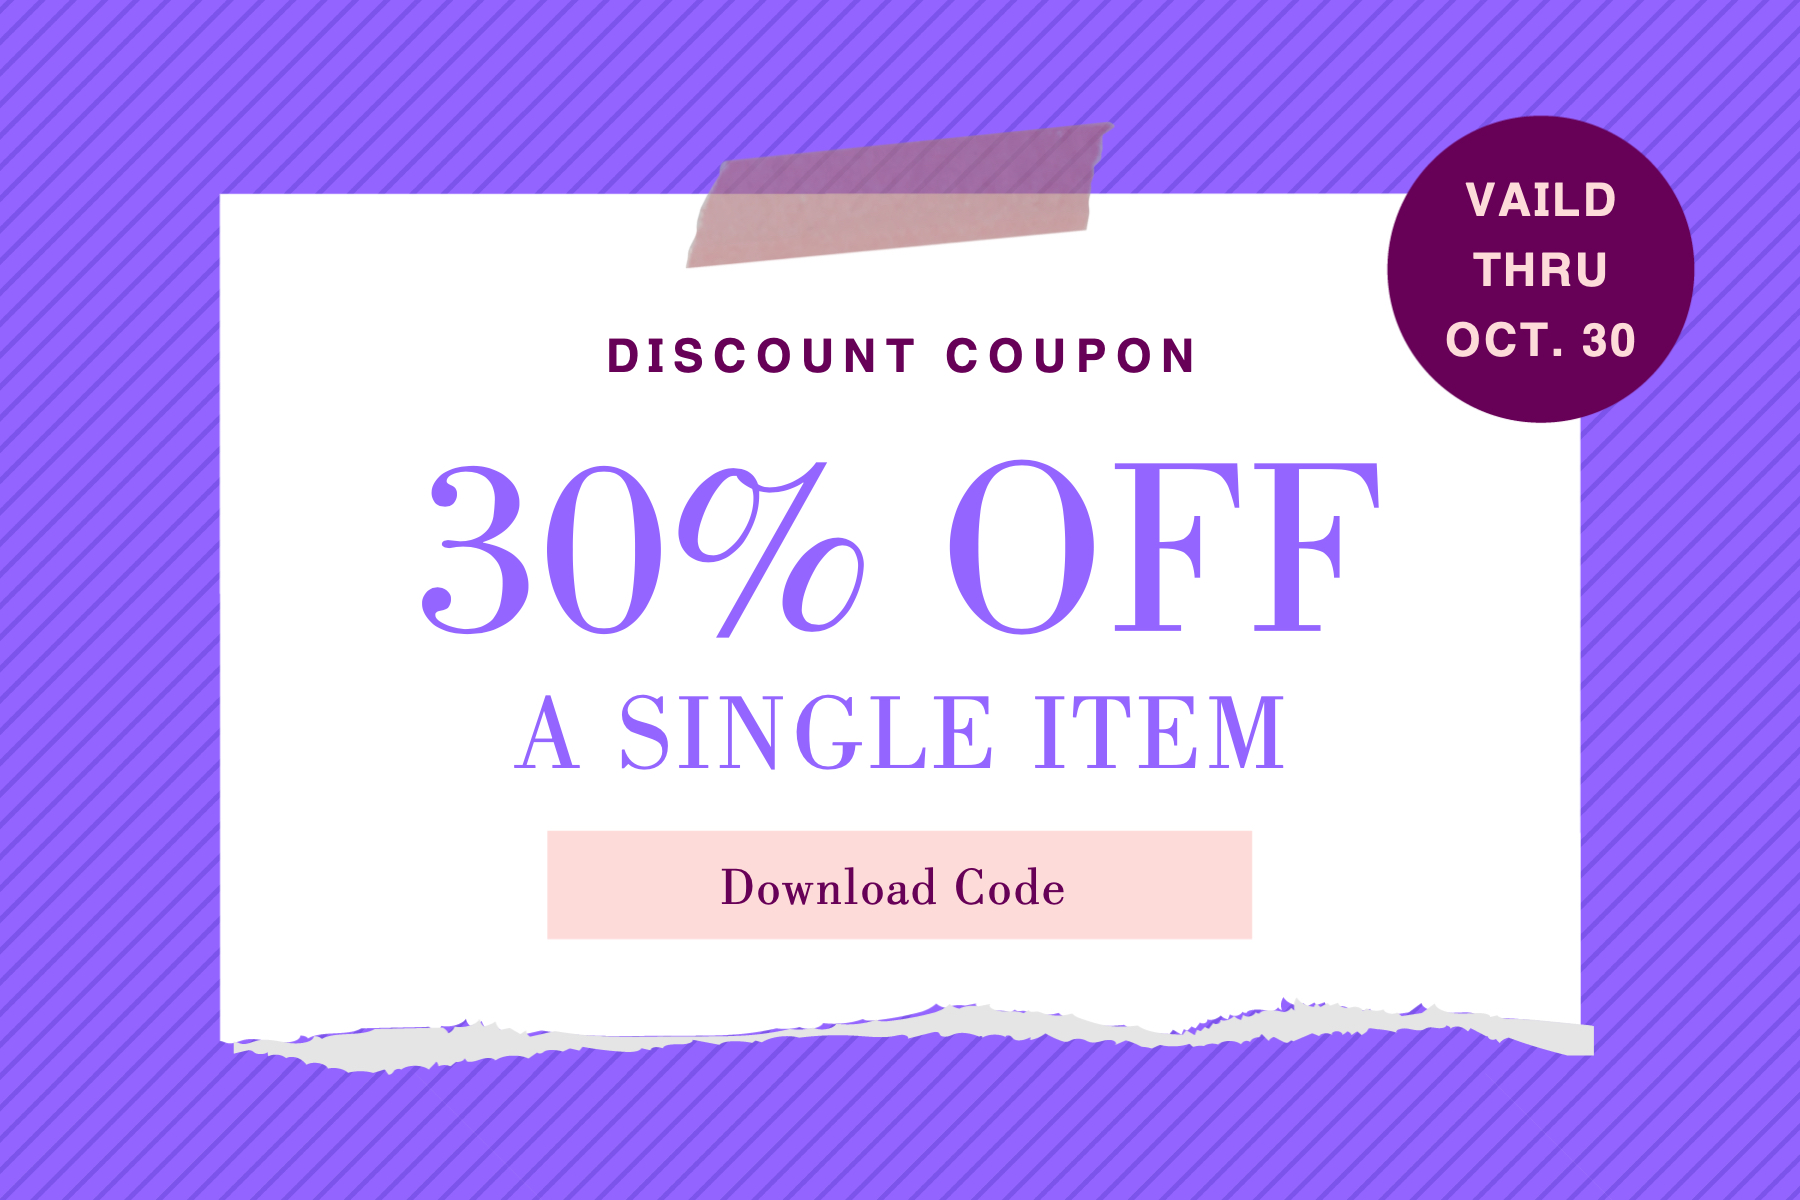 VAILD
THRU
OCT. 30
DISCOUNT COUPON
30% OFF
A SINGLE ITEM
Download Code